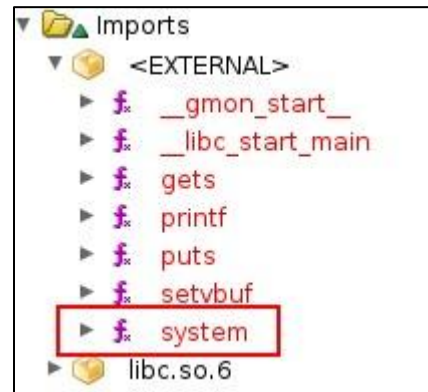 Imports
<EXTERNAL>
__gmon_start__
__libc_start_main
gets
printf
puts
setvbuf
system
libc.so.6